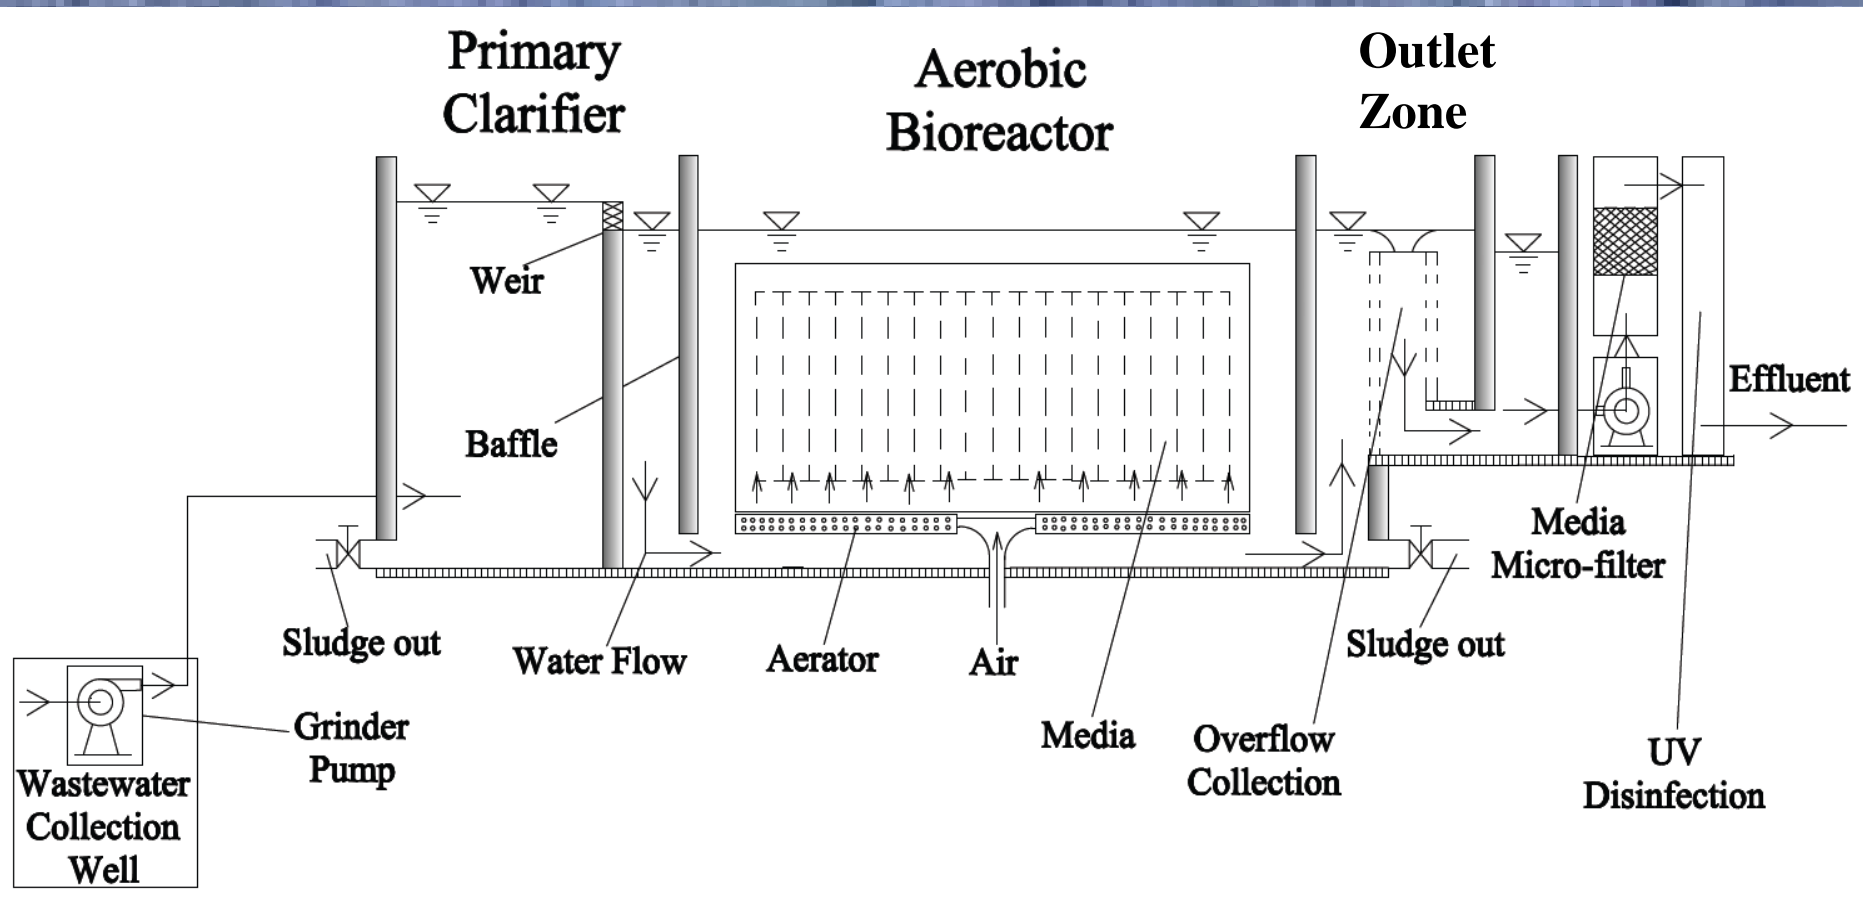 Primary
Clarifier
Aerobic
Bioreactor
Outlet
Zone
Weir
Baffle
Effluent
Media
Micro-filter
Sludge out
Water Flow
Aerator
Air
Sludge out
Grinder
Pump
Media
Overflow
Collection
UV
Disinfection
Wastewater
Collection
Well